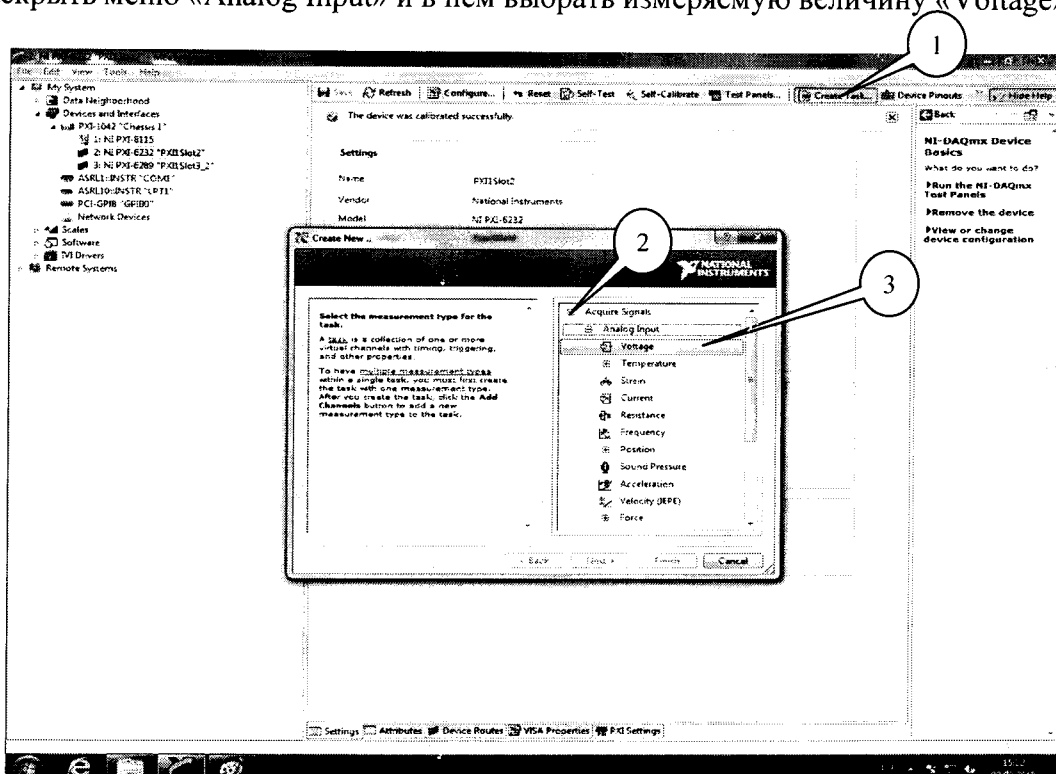 скрыть меню «Analog Input» и в нем выбрать измеряемую величину «Voltage»
1
File Edit View Tools Help
My System
Data Neighborhood
Devices and Interfaces
PXI-1042 "Chassis 1"
1: NI PXI-8115
2: NI PXI-6232 "PXI1Slot2"
3: NI PXI-6289 "PXI1Slot3_2"
ASRL1::INSTR "COM1"
ASRL10::INSTR "LPT1"
PCI-GPIB "GPIB0"
Network Devices
Scales
Software
IVI Drivers
Remote Systems
Save Refresh Configure... Reset Self-Test Self-Calibrate Test Panels... Create Task... Device Pinouts Hide Help
The device was calibrated successfully.
Settings
Name PXI1Slot2
Vendor National Instruments
Model NI PXI-6232
Back
NI-DAQmx Device
Basics
What do you want to do?
Run the NI-DAQmx
Test Panels
Remove the device
View or change
device configuration
2
3
Create New ..
NATIONAL
INSTRUMENTS
Select the measurement type for the
task.
A task is a collection of one or more
virtual channels with timing, triggering,
and other properties.
To have multiple measurement types
within a single task, you must first create
the task with one measurement type.
After you create the task, click the Add
Channels button to add a new
measurement type to the task.
Acquire Signals
Analog Input
Voltage
Temperature
Strain
Current
Resistance
Frequency
Position
Sound Pressure
Acceleration
Velocity (IEPE)
Force
< Back Next > Finish Cancel
Settings Attributes Device Routes VISA Properties PXI Settings
15:12